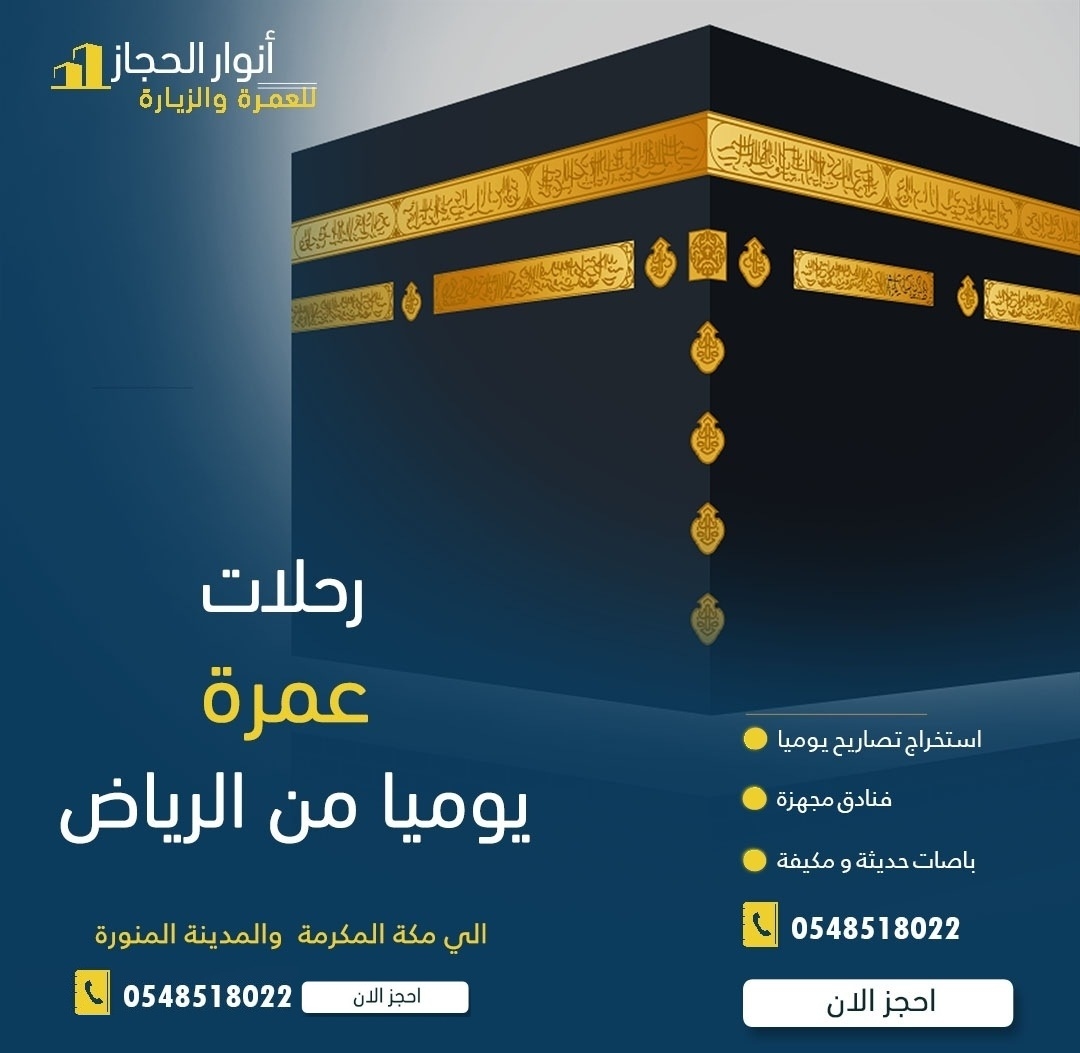 أنوار الحجاز
للعمرة والزيارة
رحلات
عمرة
يوميا من الرياض
الي مكة المكرمة والمدينة المنورة
0548518022
احجز الان
استخراج تصاريح يوميا
فنادق مجهزة
باصات حديثة و مكيفة
0548518022
احجز الان